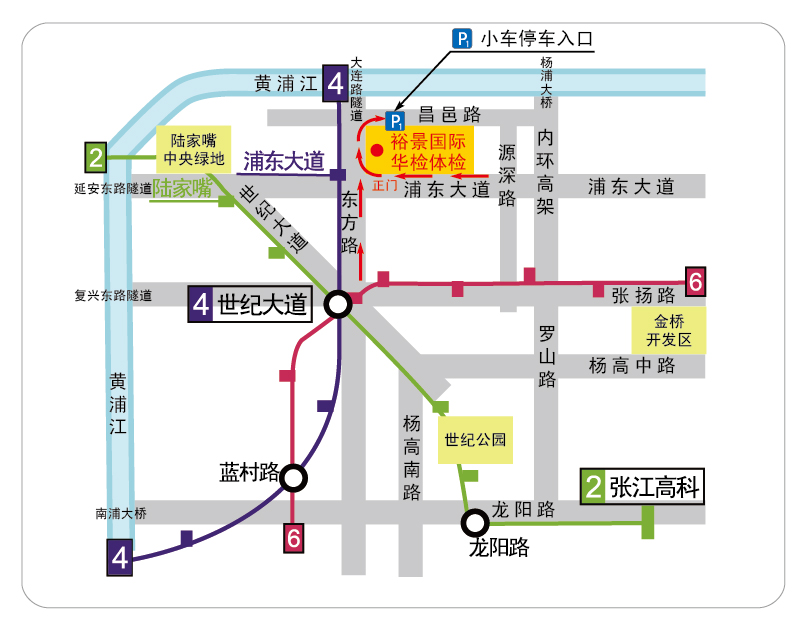 P1 小车停车入口
大连路隧道
杨浦大桥
黄浦江
4
昌邑路
P1
裕景国际
华检体检
内环高架
源深路
2
陆家嘴
中央绿地
浦东大道
正门
浦东大道
浦东大道
延安东路隧道
陆家嘴
世纪大道
东方路
6
复兴东路隧道
4 世纪大道
张扬路
金桥
开发区
罗山路
杨高中路
黄浦江
杨高南路
世纪公园
蓝村路
2 张江高科
南浦大桥
龙阳路
6
龙阳路
4